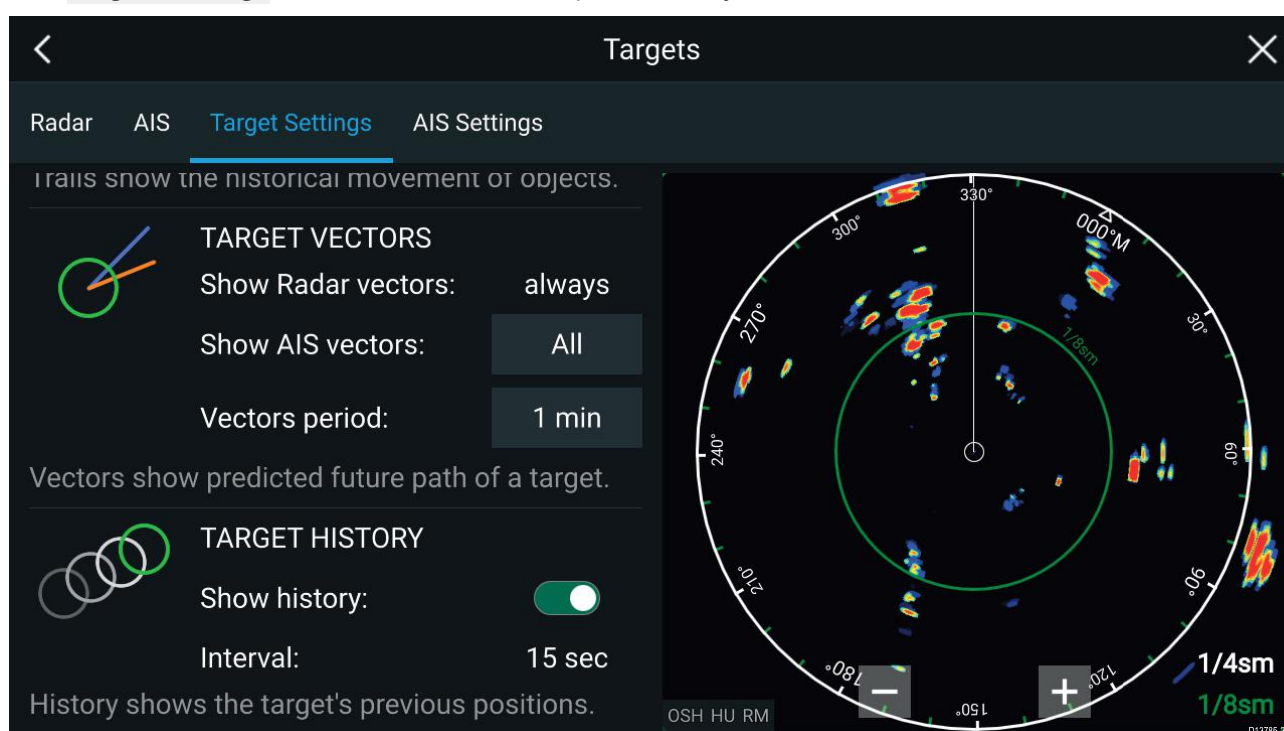 Targets
Radar AIS Target Settings AIS Settings
Trails show the historical movement of objects.
TARGET VECTORS
Show Radar vectors: always
Show AIS vectors: All
Vectors period: 1 min
Vectors show predicted future path of a target.
TARGET HISTORY
Show history:
Interval: 15 sec
History shows the target's previous positions.
330°
000°M
30°
60°
90°
120°
150°
180°
210°
240°
270°
300°
1/8sm
− +
1/4sm
1/8sm
OSH HU RM